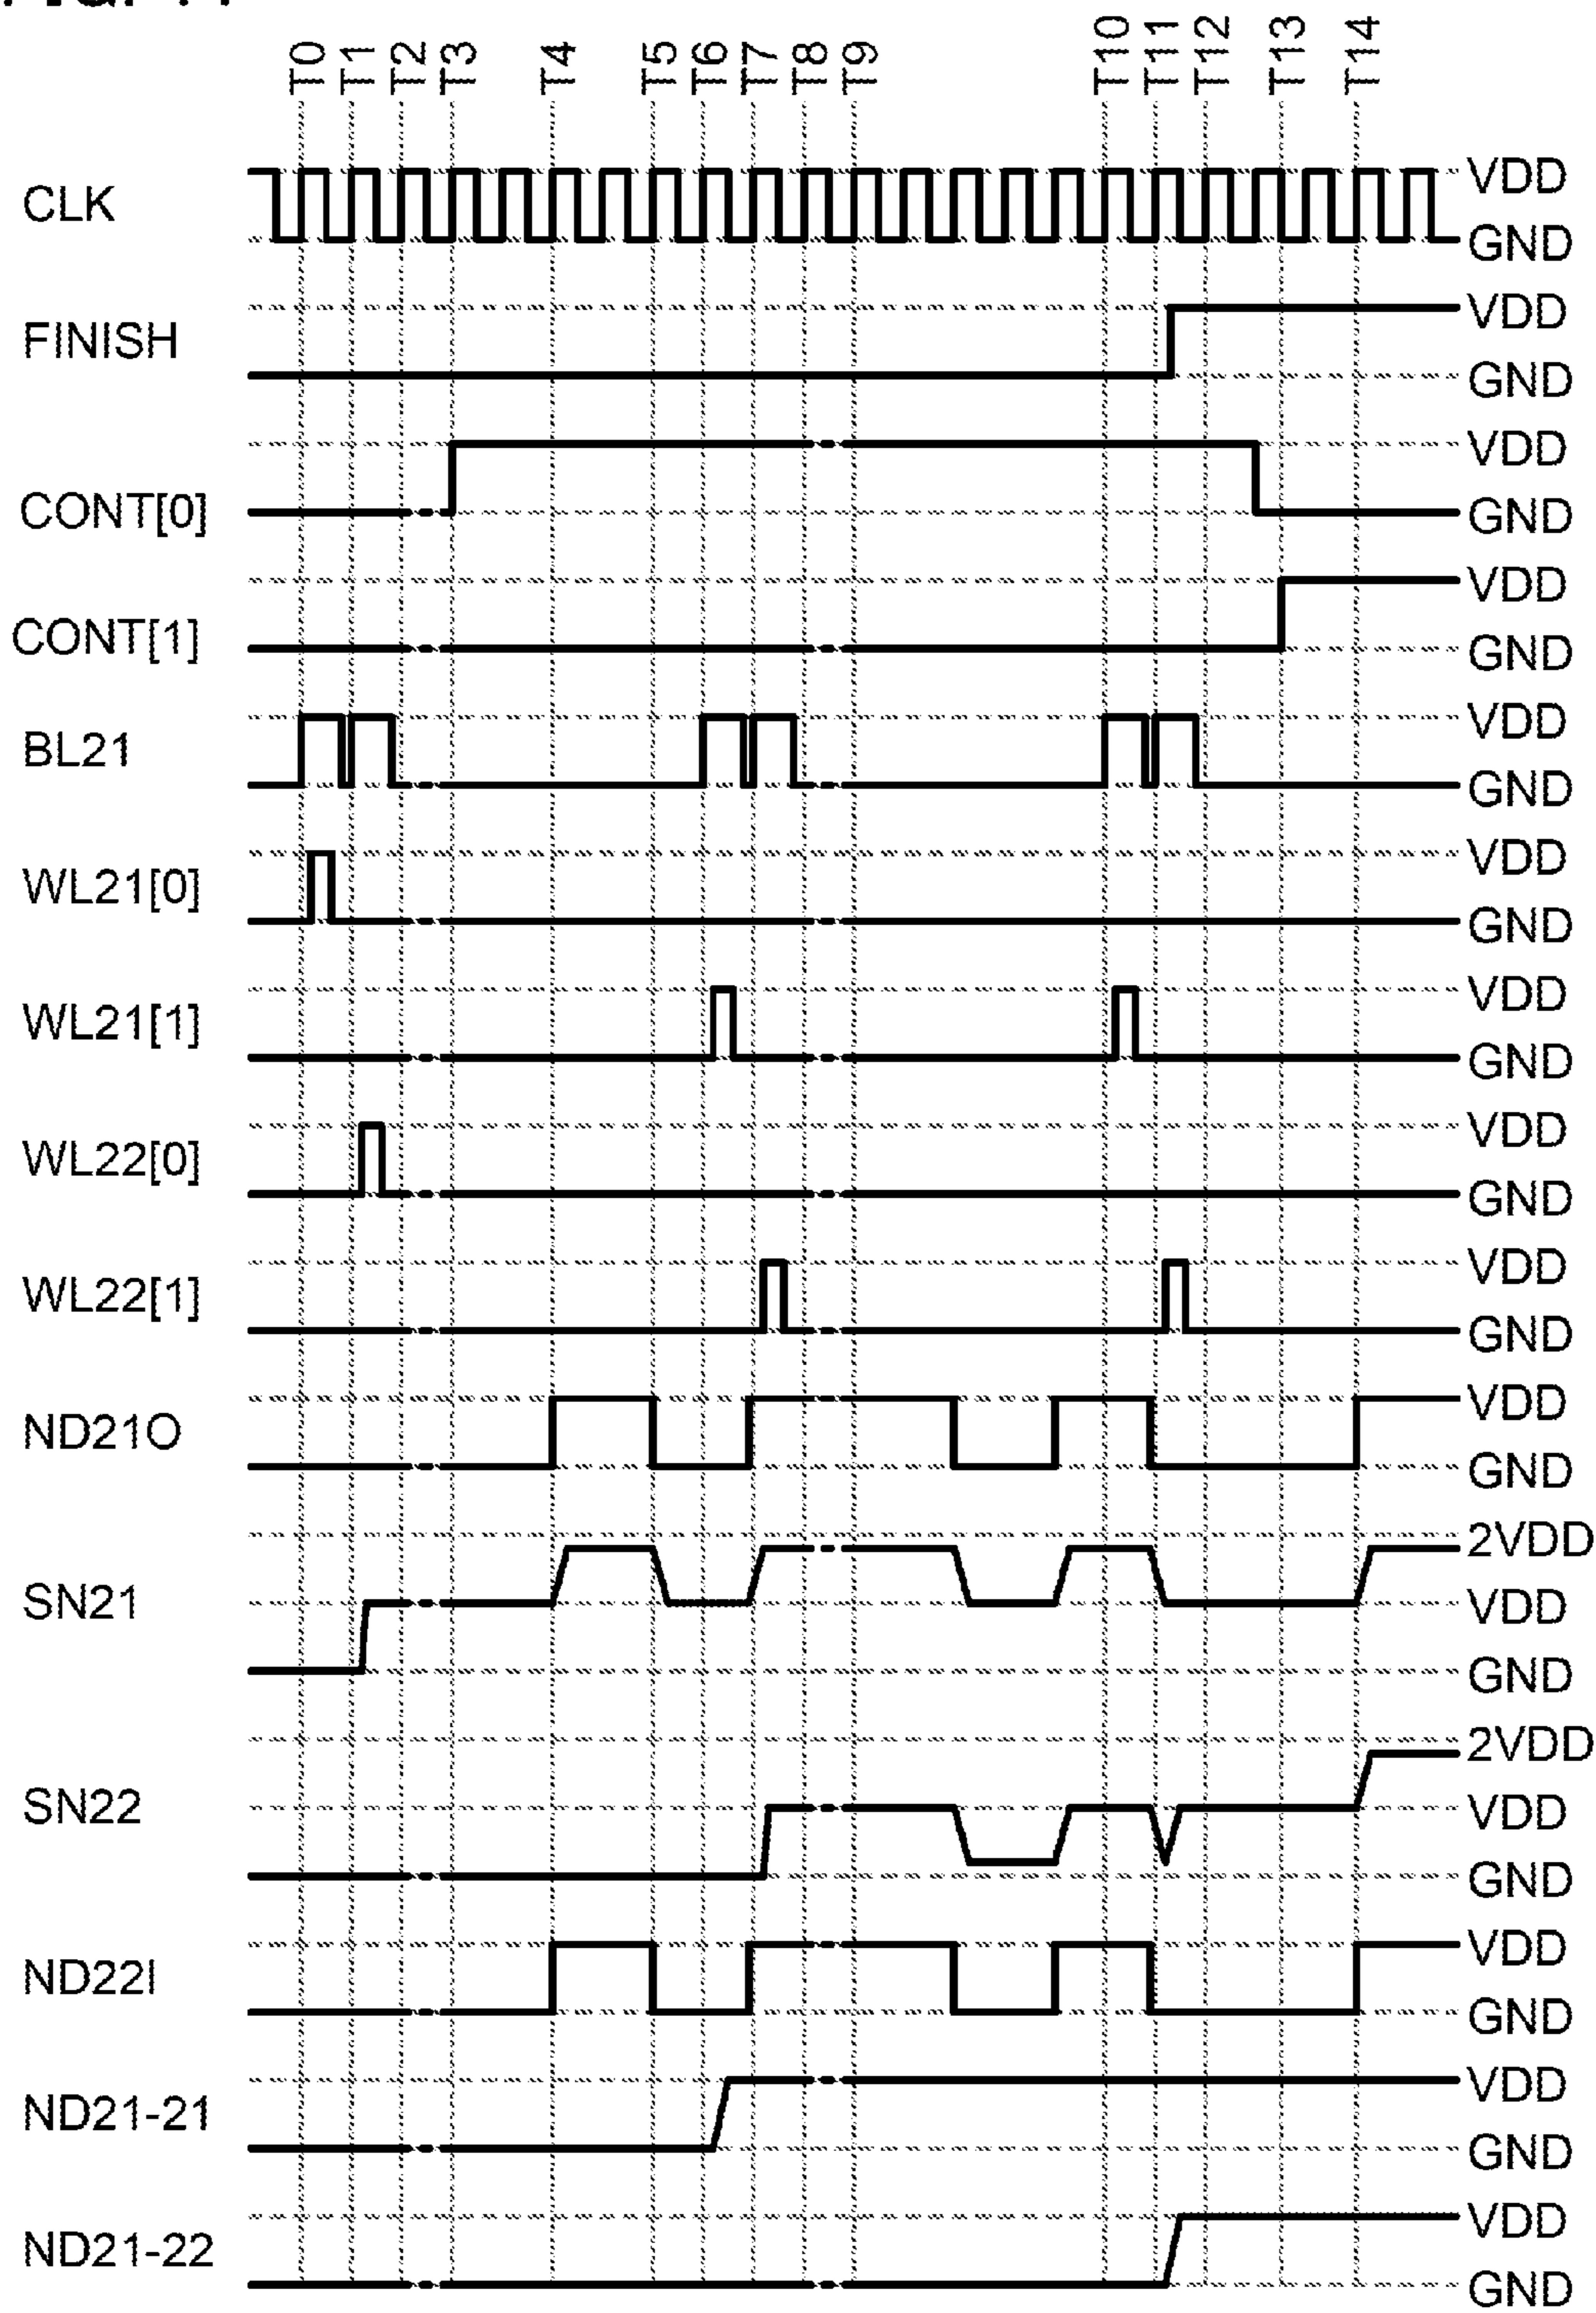 T0 T1 T2 T3 T4 T5 T6 T7 T8 T9 T10 T11 T12 T13 T14
CLK VDD
GND
FINISH VDD
GND
CONT[0] VDD
GND
CONT[1] VDD
GND
BL21 VDD
GND
WL21[0] VDD
GND
WL21[1] VDD
GND
WL22[0] VDD
GND
WL22[1] VDD
GND
ND21O VDD
GND
SN21 2VDD
VDD
GND
SN22 2VDD
VDD
GND
ND22I VDD
GND
ND21-21 VDD
GND
ND21-22 VDD
GND